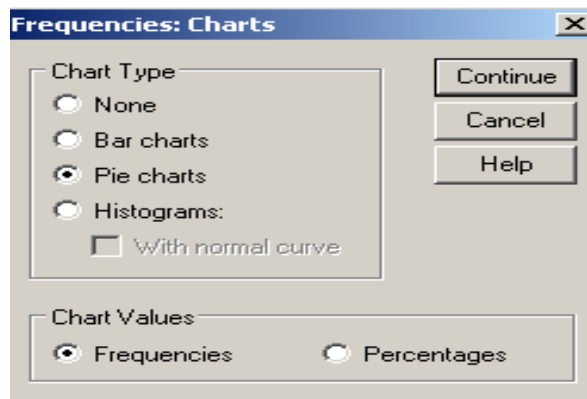 Frequencies: Charts
Chart Type
None
Bar charts
Pie charts
Histograms:
With normal curve
Continue
Cancel
Help
Chart Values
Frequencies
Percentages